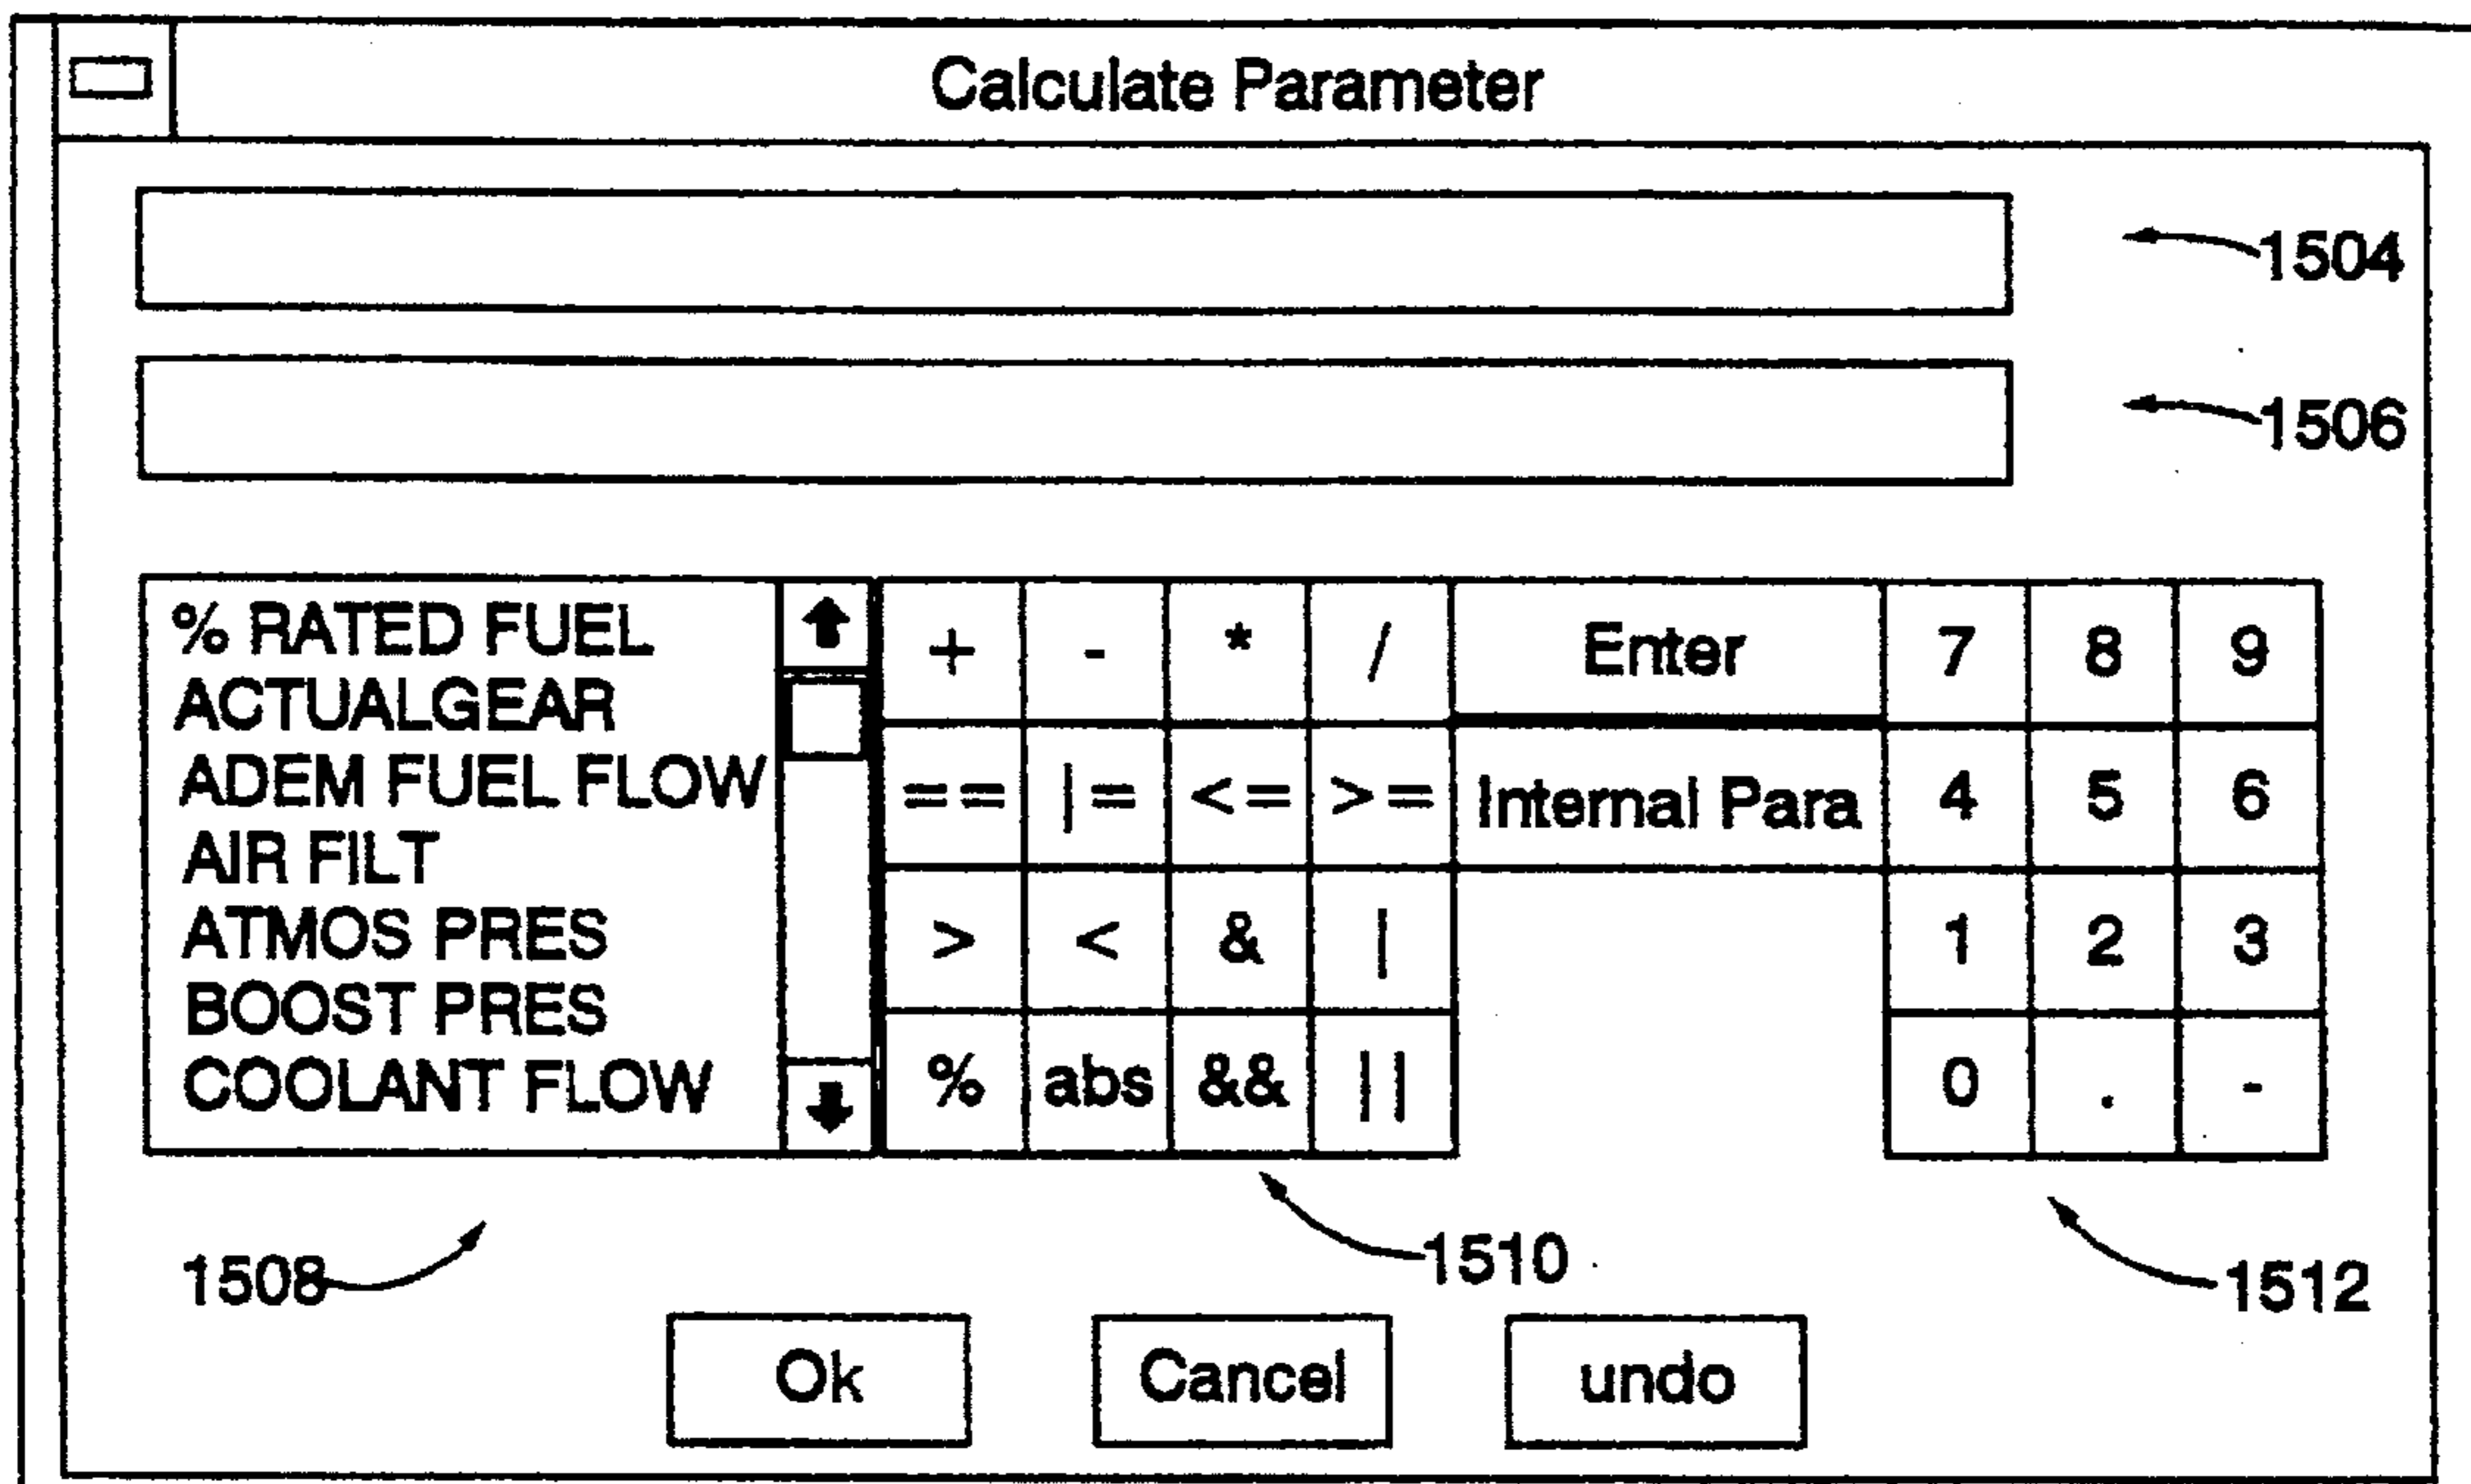 Calculate Parameter
1504
1506
% RATED FUEL
ACTUALGEAR
ADEM FUEL FLOW
AIR FILT
ATMOS PRES
BOOST PRES
COOLANT FLOW
+ - * / Enter 7 8 9
== |= <= >= Internal Para 4 5 6
> < & | 1 2 3
% abs && || 0 . -
1508 1510 1512
Ok Cancel undo